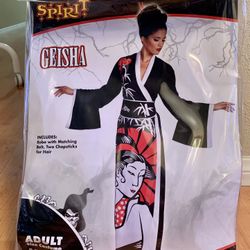 SPIRIT
GEISHA
INCLUDES:
Robe with Matching
Belt, Two Chopsticks
for Hair
ADULT